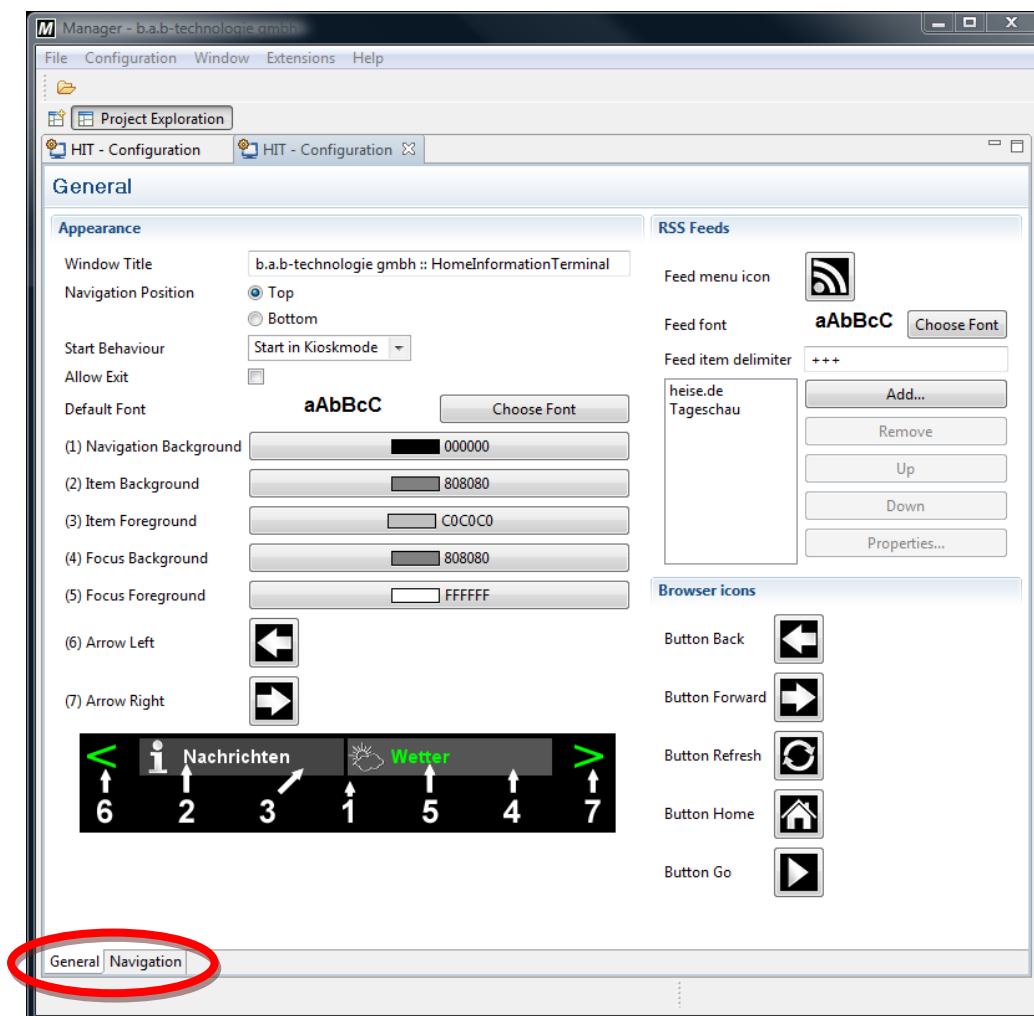 M Manager - b.a.b-technologie gmbh
File Configuration Window Extensions Help
Project Exploration
HIT - Configuration HIT - Configuration
General
Appearance
Window Title b.a.b-technologie gmbh :: HomeInformationTerminal
Navigation Position Top
Bottom
Start Behaviour Start in Kioskmode
Allow Exit
Default Font aAbBcC Choose Font
(1) Navigation Background 000000
(2) Item Background 808080
(3) Item Foreground C0C0C0
(4) Focus Background 808080
(5) Focus Foreground FFFFFF
(6) Arrow Left
(7) Arrow Right
< Nachrichten Wetter >
6 2 3 1 5 4 7
RSS Feeds
Feed menu icon
Feed font aAbBcC Choose Font
Feed item delimiter +++
heise.de
Tageschau
Add...
Remove
Up
Down
Properties...
Browser icons
Button Back
Button Forward
Button Refresh
Button Home
Button Go
General Navigation